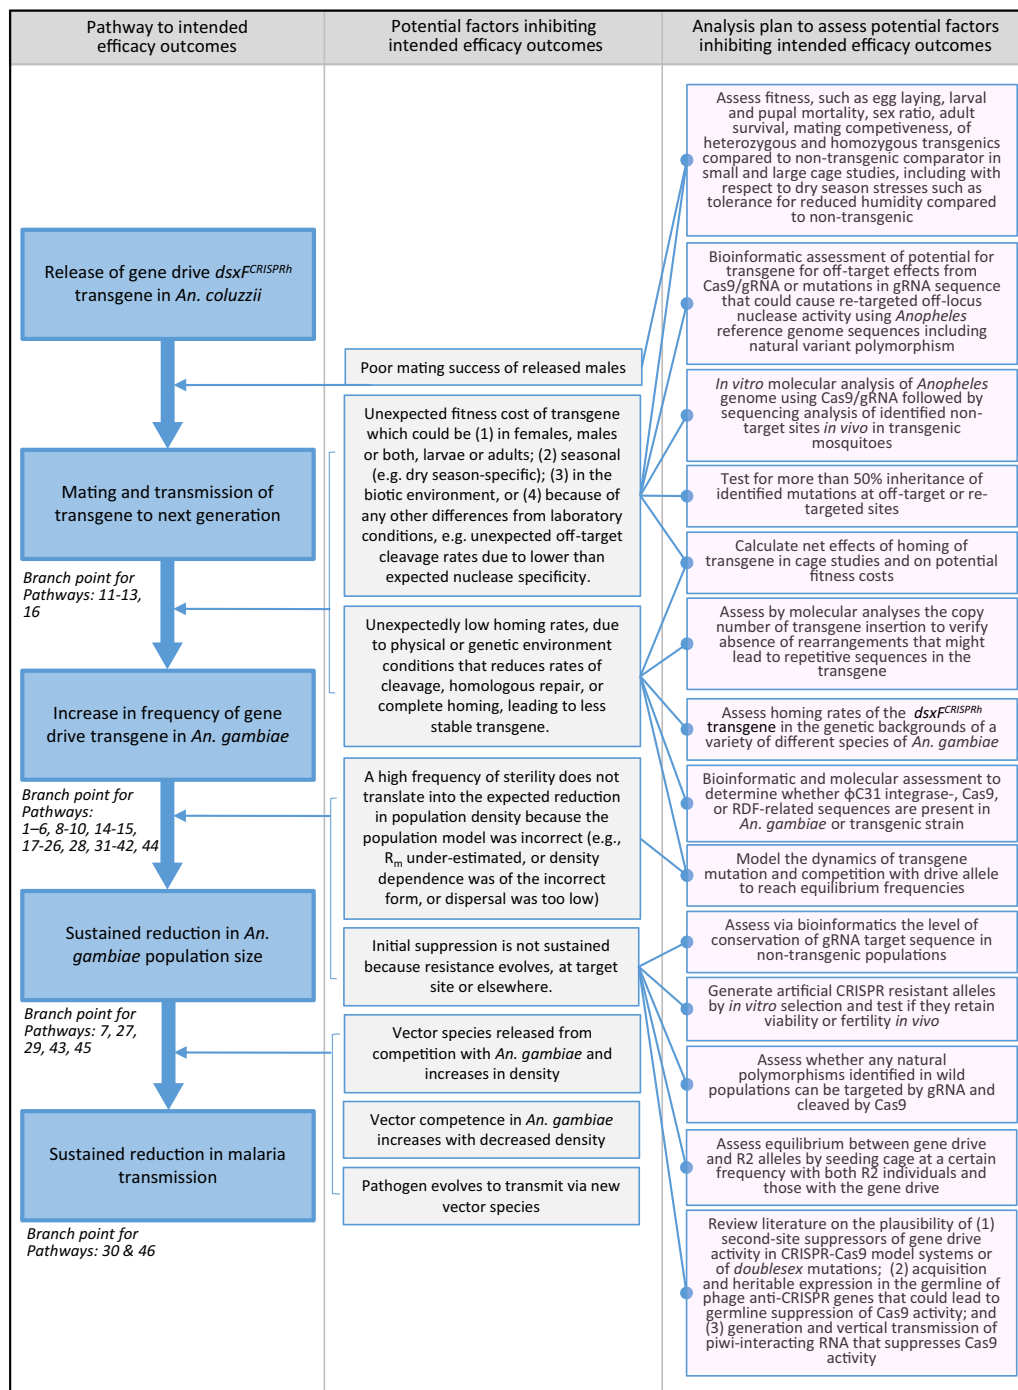 Pathway to intended
efficacy outcomes
Potential factors inhibiting
intended efficacy outcomes
Analysis plan to assess potential factors
inhibiting intended efficacy outcomes
Release of gene drive dsxF^CRISPRh
transgene in An. coluzzii
Mating and transmission of
transgene to next generation
Branch point for
Pathways: 11-13,
16
Increase in frequency of gene
drive transgene in An. gambiae
Branch point for
Pathways:
1–6, 8-10, 14-15,
17-26, 28, 31-42, 44
Sustained reduction in An.
gambiae population size
Branch point for
Pathways: 7, 27,
29, 43, 45
Sustained reduction in malaria
transmission
Branch point for
Pathways: 30 & 46
Poor mating success of released males
Unexpected fitness cost of transgene
which could be (1) in females, males
or both, larvae or adults; (2) seasonal
(e.g. dry season-specific); (3) in the
biotic environment, or (4) because of
any other differences from laboratory
conditions, e.g. unexpected off-target
cleavage rates due to lower than
expected nuclease specificity.
Unexpectedly low homing rates, due
to physical or genetic environment
conditions that reduces rates of
cleavage, homologous repair, or
complete homing, leading to less
stable transgene.
A high frequency of sterility does not
translate into the expected reduction
in population density because the
population model was incorrect (e.g.,
Rm under-estimated, or density
dependence was of the incorrect
form, or dispersal was too low)
Initial suppression is not sustained
because resistance evolves, at target
site or elsewhere.
Vector species released from
competition with An. gambiae and
increases in density
Vector competence in An. gambiae
increases with decreased density
Pathogen evolves to transmit via new
vector species
Assess fitness, such as egg laying, larval
and pupal mortality, sex ratio, adult
survival, mating competiveness, of
heterozygous and homozygous transgenics
compared to non-transgenic comparator in
small and large cage studies, including with
respect to dry season stresses such as
tolerance for reduced humidity compared
to non-transgenic
Bioinformatic assessment of potential for
transgene for off-target effects from
Cas9/gRNA or mutations in gRNA sequence
that could cause re-targeted off-locus
nuclease activity using Anopheles
reference genome sequences including
natural variant polymorphism
In vitro molecular analysis of Anopheles
genome using Cas9/gRNA followed by
sequencing analysis of identified non-
target sites in vivo in transgenic
mosquitoes
Test for more than 50% inheritance of
identified mutations at off-target or re-
targeted sites
Calculate net effects of homing of
transgene in cage studies and on potential
fitness costs
Assess by molecular analyses the copy
number of transgene insertion to verify
absence of rearrangements that might
lead to repetitive sequences in the
transgene
Assess homing rates of the dsxF^CRISPRh
transgene in the genetic backgrounds of a
variety of different species of An. gambiae
Bioinformatic and molecular assessment to
determine whether ɸC31 integrase-, Cas9,
or RDF-related sequences are present in
An. gambiae or transgenic strain
Model the dynamics of transgene
mutation and competition with drive allele
to reach equilibrium frequencies
Assess via bioinformatics the level of
conservation of gRNA target sequence in
non-transgenic populations
Generate artificial CRISPR resistant alleles
by in vitro selection and test if they retain
viability or fertility in vivo
Assess whether any natural
polymorphisms identified in wild
populations can be targeted by gRNA and
cleaved by Cas9
Assess equilibrium between gene drive
and R2 alleles by seeding cage at a certain
frequency with both R2 individuals and
those with the gene drive
Review literature on the plausibility of (1)
second-site suppressors of gene drive
activity in CRISPR-Cas9 model systems or
of doublesex mutations; (2) acquisition
and heritable expression in the germline of
phage anti-CRISPR genes that could lead to
germline suppression of Cas9 activity; and
(3) generation and vertical transmission of
piwi-interacting RNA that suppresses Cas9
activity